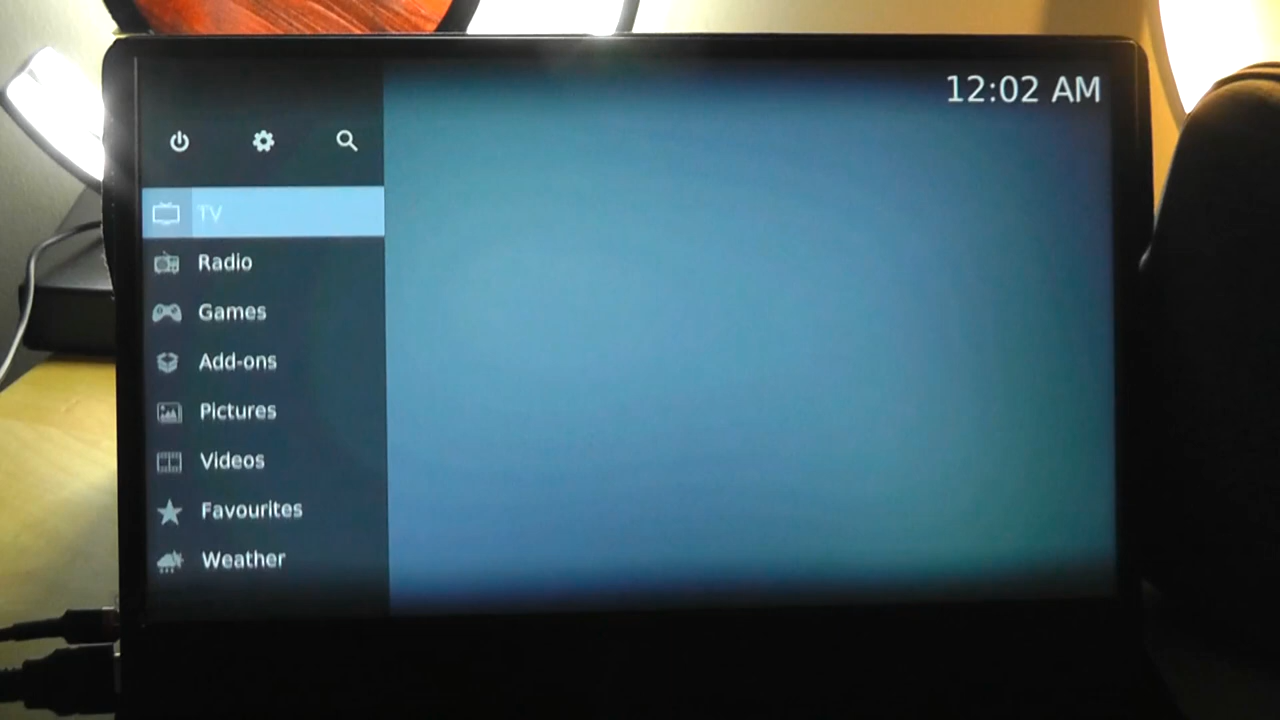 12:02 AM
TV
Radio
Games
Add-ons
Pictures
Videos
Favourites
Weather